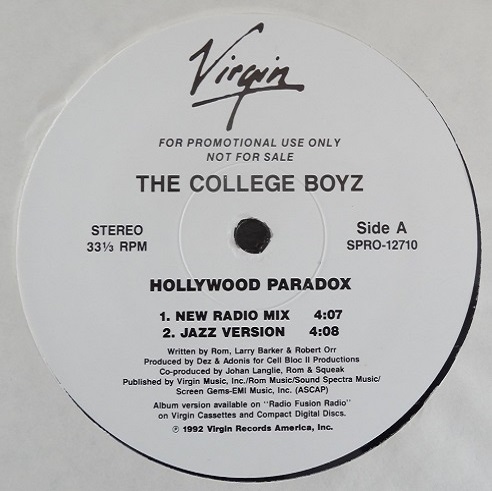 Virgin
FOR PROMOTIONAL USE ONLY
NOT FOR SALE
THE COLLEGE BOYZ
STEREO
33⅓ RPM
Side A
SPRO-12710
HOLLYWOOD PARADOX
1. NEW RADIO MIX 4:07
2. JAZZ VERSION 4:08
Written by Rom, Larry Barker & Robert Orr
Produced by Dez & Adonis for Cell Bloc II Productions
Co-produced by Johan Langlie, Rom & Squeak
Published by Virgin Music, Inc./Rom Music/Sound Spectra Music/
Screen Gems-EMI Music, Inc. (ASCAP)
Album version available on "Radio Fusion Radio"
on Virgin Cassettes and Compact Digital Discs.
℗ 1992 Virgin Records America, Inc.